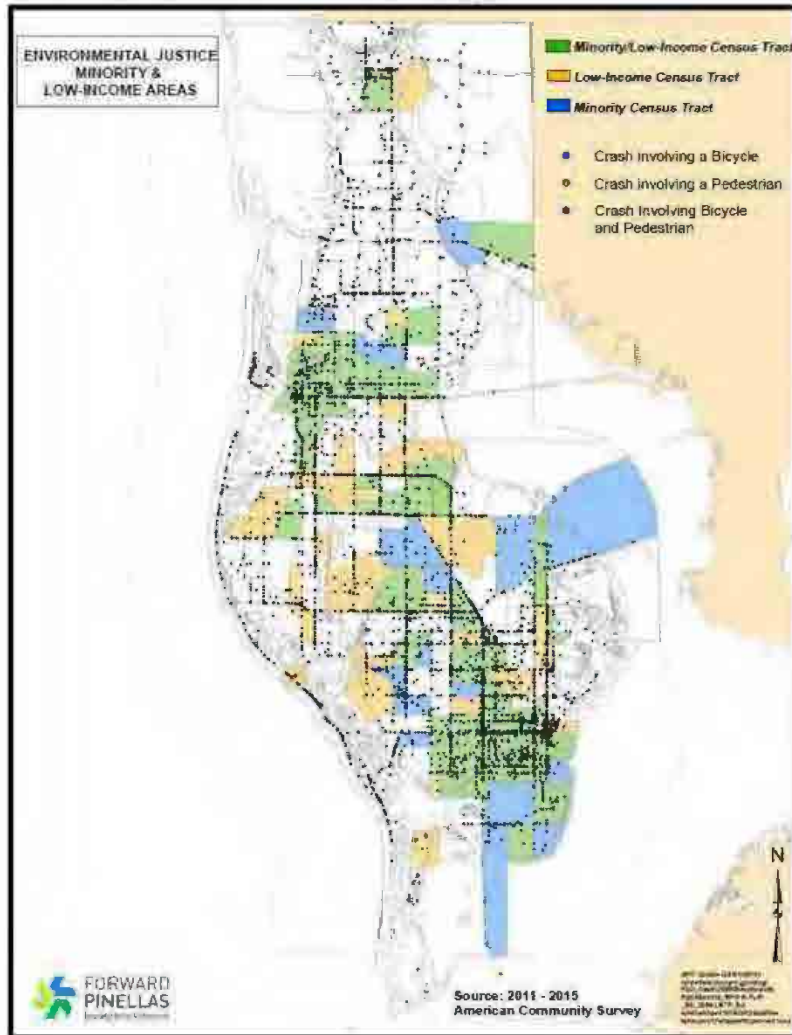 ENVIRONMENTAL JUSTICE
MINORITY &
LOW-INCOME AREAS
Minority/Low-Income Census Tract
Low-Income Census Tract
Minority Census Tract
Crash Involving a Bicycle
Crash Involving a Pedestrian
Crash Involving Bicycle
and Pedestrian
N
FORWARD
PINELLAS
Source: 2011 - 2015
American Community Survey